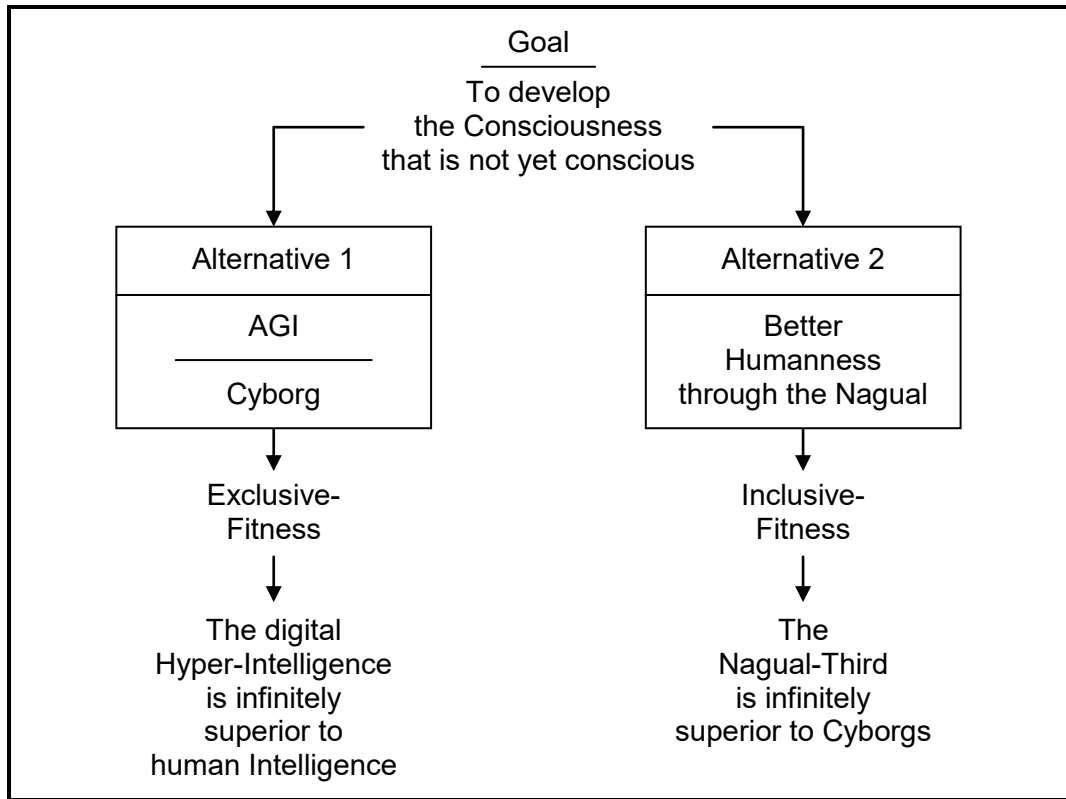 Goal
To develop
the Consciousness
that is not yet conscious
Alternative 1
AGI
Cyborg
Exclusive-
Fitness
The digital
Hyper-Intelligence
is infinitely
superior to
human Intelligence
Alternative 2
Better
Humanness
through the Nagual
Inclusive-
Fitness
The
Nagual-Third
is infinitely
superior to Cyborgs